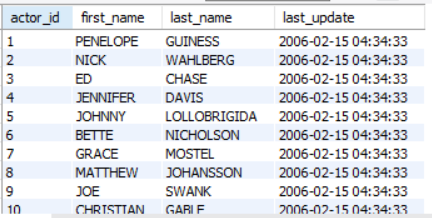 actor_id first_name last_name last_update
1 PENELOPE GUINESS 2006-02-15 04:34:33
2 NICK WAHLBERG 2006-02-15 04:34:33
3 ED CHASE 2006-02-15 04:34:33
4 JENNIFER DAVIS 2006-02-15 04:34:33
5 JOHNNY LOLLOBRIGIDA 2006-02-15 04:34:33
6 BETTE NICHOLSON 2006-02-15 04:34:33
7 GRACE MOSTEL 2006-02-15 04:34:33
8 MATTHEW JOHANSSON 2006-02-15 04:34:33
9 JOE SWANK 2006-02-15 04:34:33
10 CHRISTIAN GABLE 2006-02-15 04:34:33